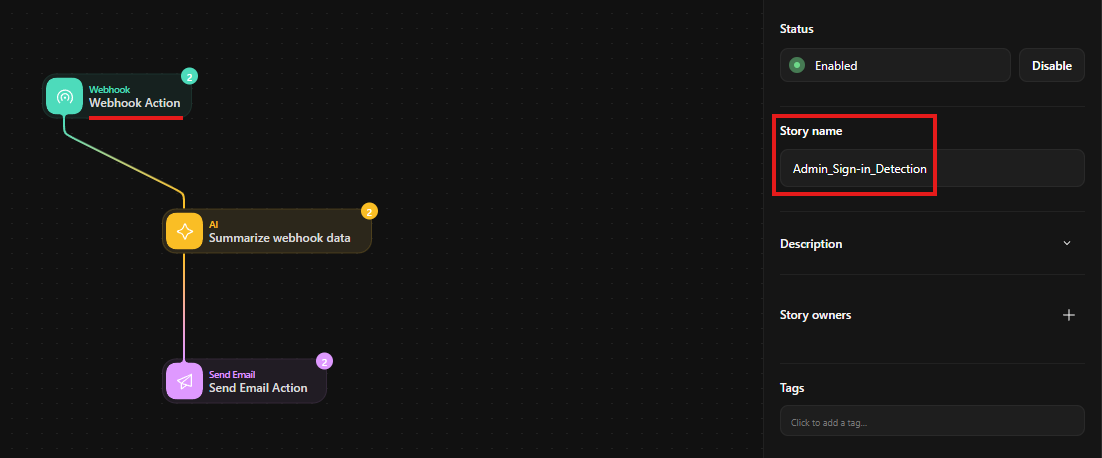 2
Webhook
Webhook Action
2
AI
Summarize webhook data
2
Send Email
Send Email Action
Status
Enabled
Disable
Story name
Admin_Sign-in_Detection
Description
Story owners
Tags
Click to add a tag...